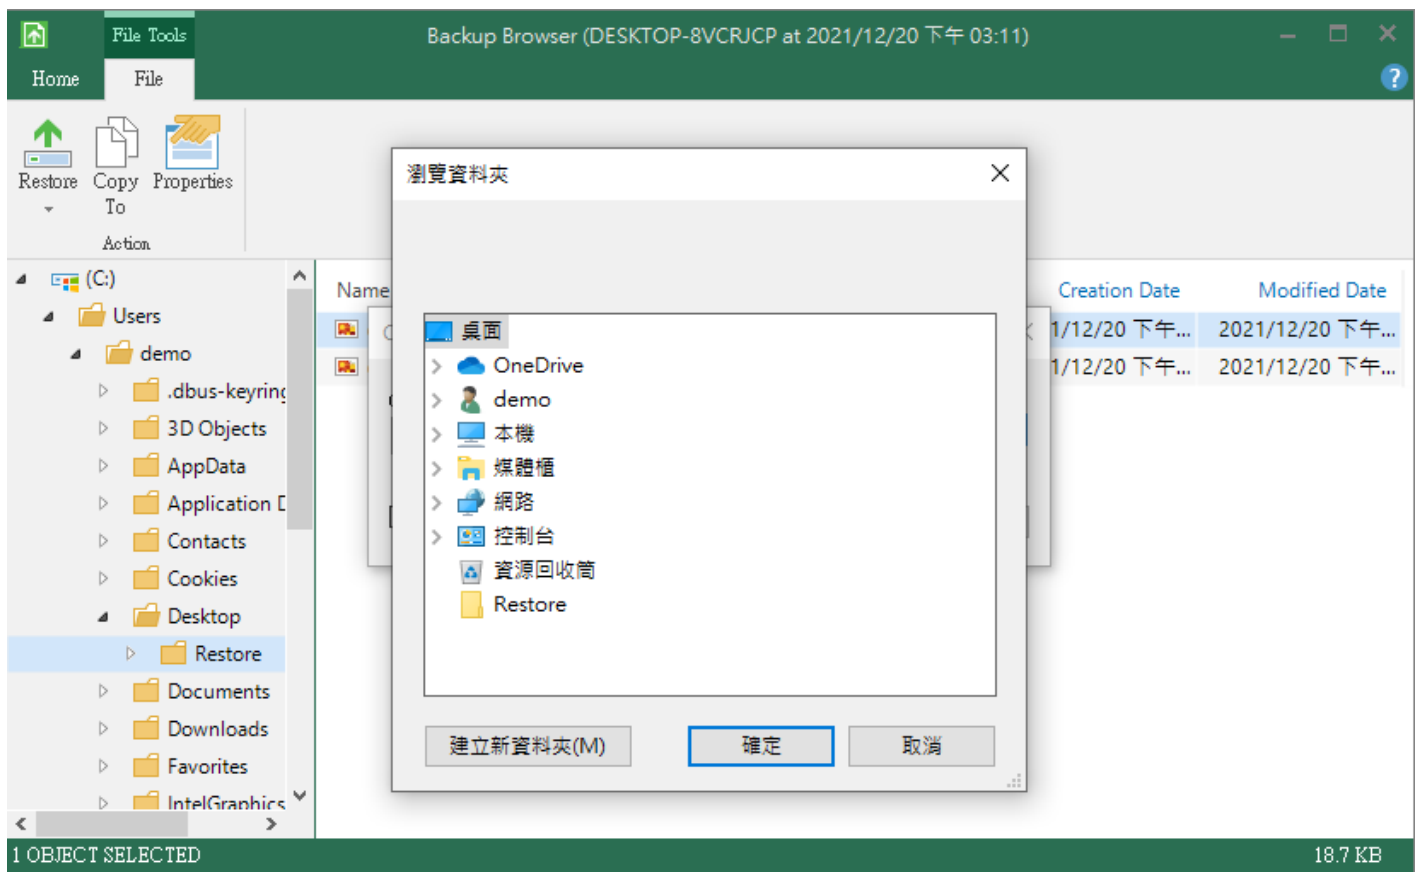 File Tools
Backup Browser (DESKTOP-8VCRJCP at 2021/12/20 下午 03:11)
Home
File
Restore
Copy To
Properties
Action
(C:)
Users
demo
.dbus-keyring
3D Objects
AppData
Application
Contacts
Cookies
Desktop
Restore
Documents
Downloads
Favorites
IntelGraphics
Name
Creation Date
Modified Date
1/12/20 下午...
2021/12/20 下午...
1/12/20 下午...
2021/12/20 下午...
瀏覽資料夾
桌面
OneDrive
demo
本機
媒體櫃
網路
控制台
資源回收筒
Restore
建立新資料夾(M)
確定
取消
1 OBJECT SELECTED
18.7 KB